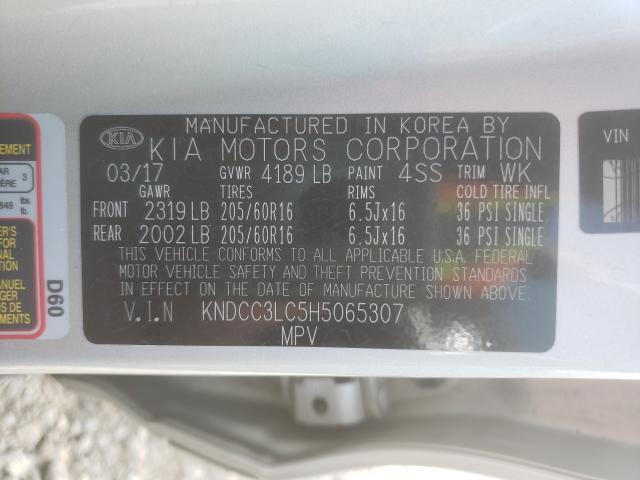 MANUFACTURED IN KOREA BY
KIA KIA MOTORS CORPORATION
03/17 GVWR 4189 LB PAINT 4SS TRIM WK
GAWR TIRES RIMS COLD TIRE INFL
FRONT 2319 LB 205/60R16 6.5Jx16 36 PSI SINGLE
REAR 2002 LB 205/60R16 6.5Jx16 36 PSI SINGLE
THIS VEHICLE CONFORMS TO ALL APPLICABLE U.S.A. FEDERAL
MOTOR VEHICLE SAFETY AND THEFT PREVENTION STANDARDS
IN EFFECT ON THE DATE OF MANUFACTURE SHOWN ABOVE.
V.I.N KNDCC3LC5H5065307
MPV
D60
VIN
3
lbs.
lb.